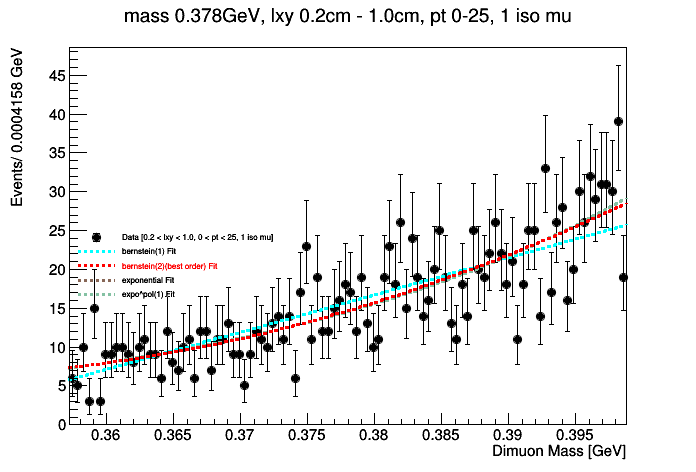 mass 0.378GeV, lxy 0.2cm - 1.0cm, pt 0-25, 1 iso mu
Events/ 0.0004158 GeV
45
40
35
30
25
20
15
10
5
0
Data [0.2 < lxy < 1.0, 0 < pt < 25, 1 iso mu]
bernstein(1) Fit
bernstein(2)(best order) Fit
exponential Fit
expo*pol(1) Fit
0.36 0.365 0.37 0.375 0.38 0.385 0.39 0.395
Dimuon Mass [GeV]